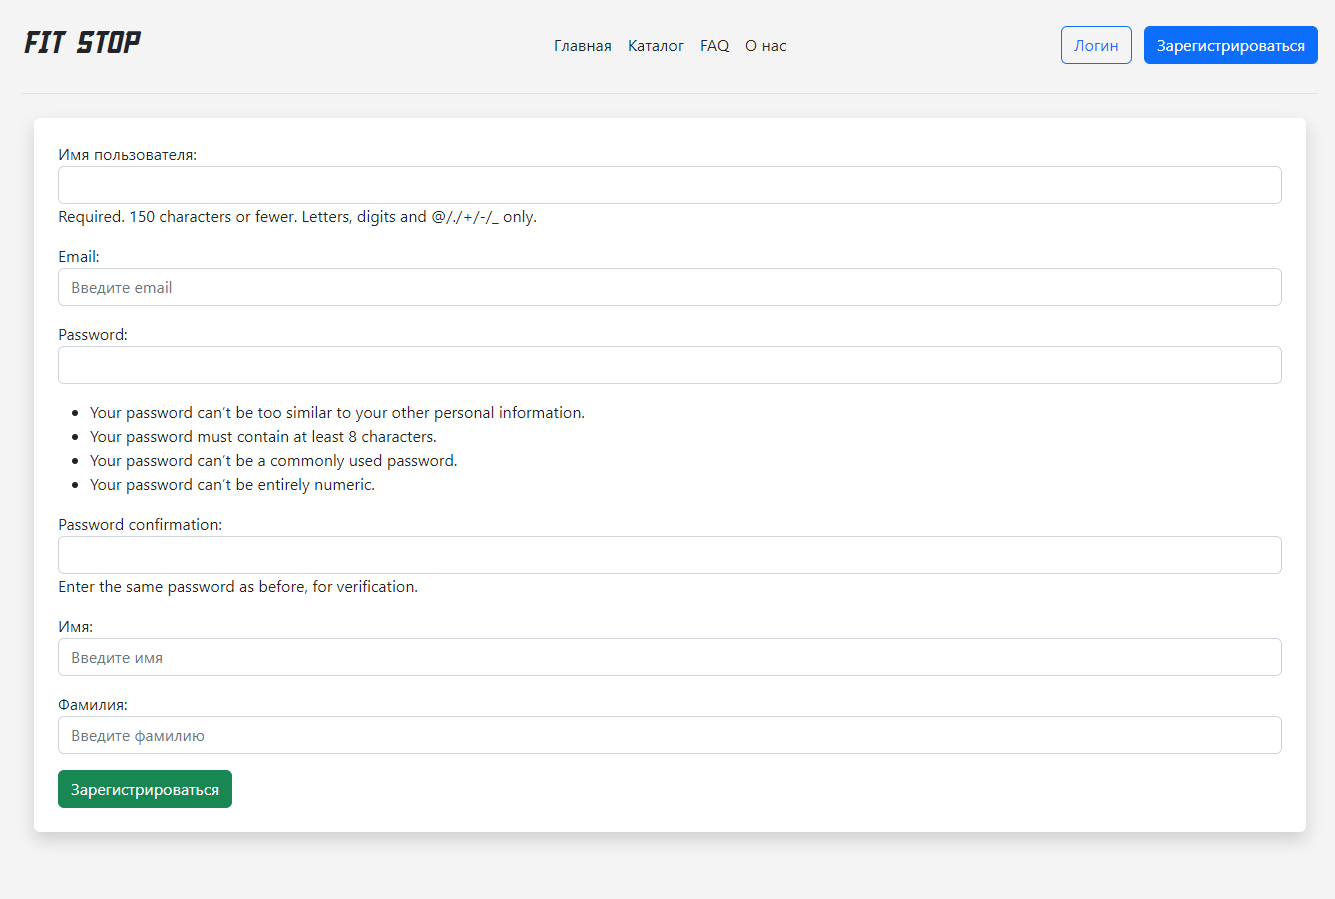 FIT STOP
Главная Каталог FAQ О нас
Логин Зарегистрироваться
Имя пользователя:
Required. 150 characters or fewer. Letters, digits and @/./+/-/_ only.
Email:
Введите email
Password:
Your password can’t be too similar to your other personal information.
Your password must contain at least 8 characters.
Your password can’t be a commonly used password.
Your password can’t be entirely numeric.
Password confirmation:
Enter the same password as before, for verification.
Имя:
Введите имя
Фамилия:
Введите фамилию
Зарегистрироваться